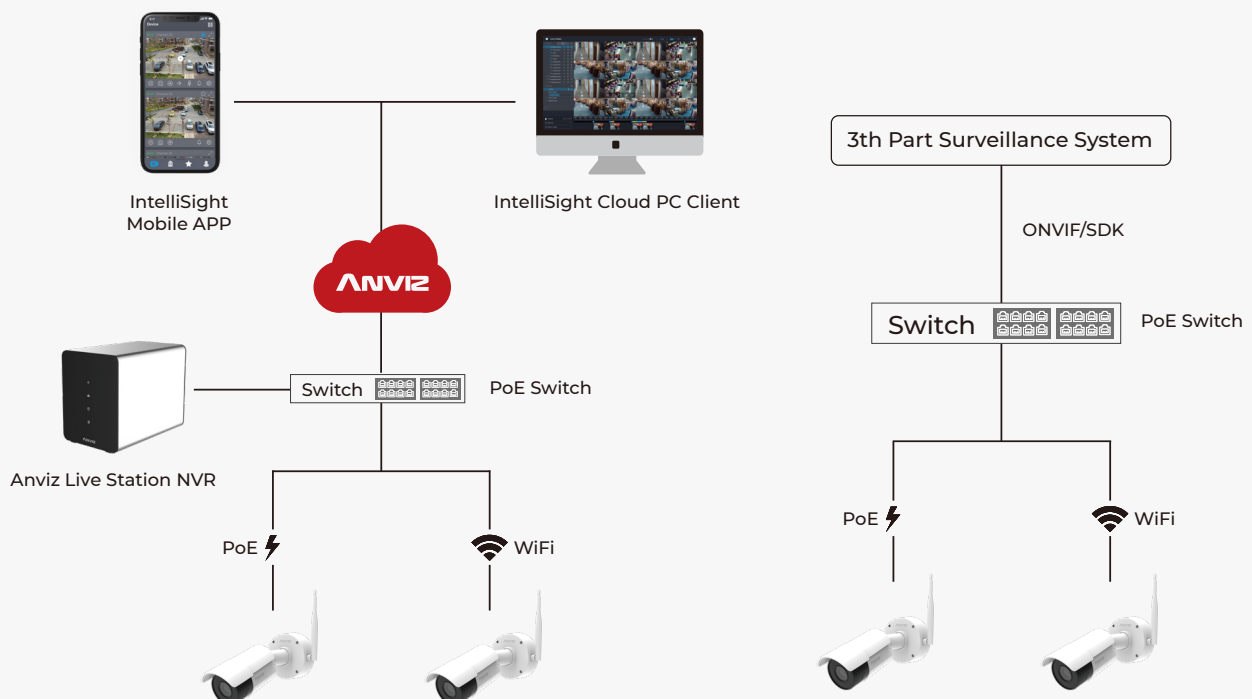 IntelliSight
Mobile APP
IntelliSight Cloud PC Client
ANVIZ
Switch
PoE Switch
Anviz Live Station NVR
PoE
WiFi
3th Part Surveillance System
ONVIF/SDK
Switch
PoE Switch
PoE
WiFi